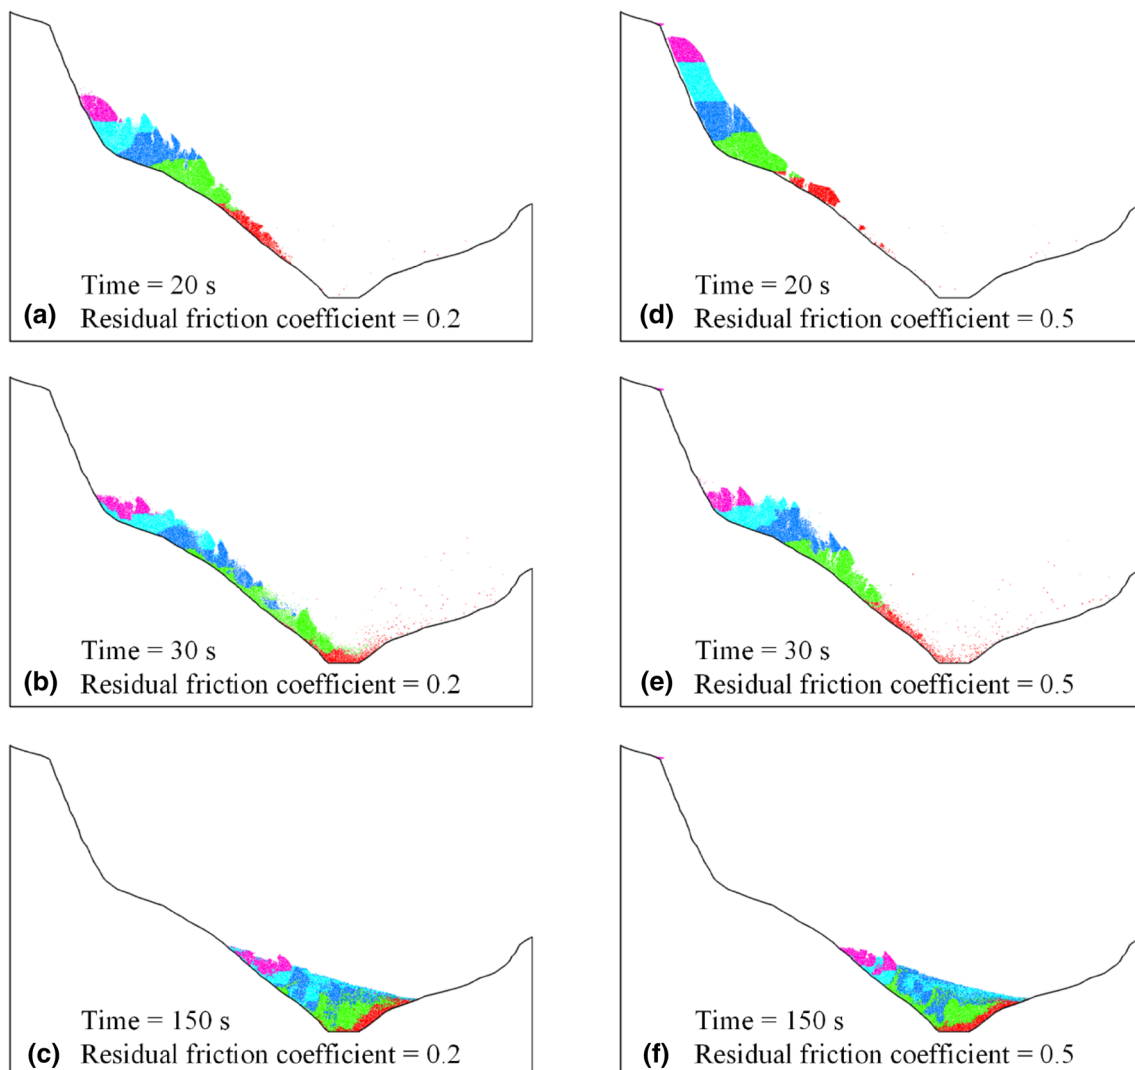 Time = 20 s
(a) Residual friction coefficient = 0.2
Time = 20 s
(d) Residual friction coefficient = 0.5
Time = 30 s
(b) Residual friction coefficient = 0.2
Time = 30 s
(e) Residual friction coefficient = 0.5
Time = 150 s
(c) Residual friction coefficient = 0.2
Time = 150 s
(f) Residual friction coefficient = 0.5